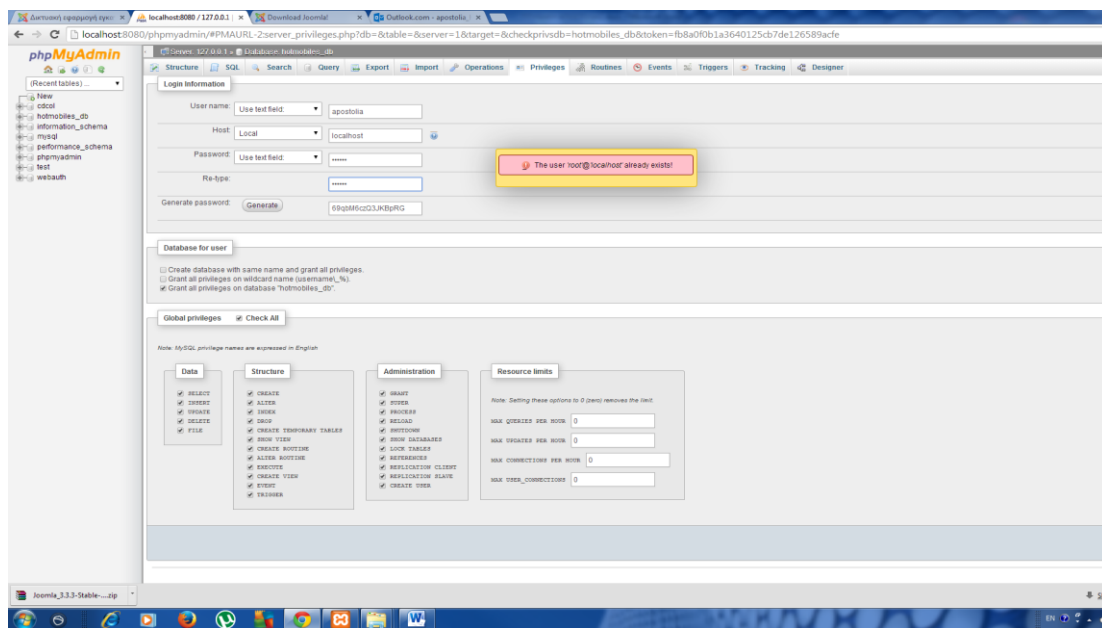 Δικτυακή εφαρμογή εγκα
localhost:8080 / 127.0.0.1 |
Download Joomla!
Outlook.com - apostolia_
localhost:8080/phpmyadmin/#PMAURL-2:server_privileges.php?db=&table=&server=1&target=&checkprivsdb=hotmobiles_db&token=fb8a0f0b1a3640125cb7de126589acfe
phpMyAdmin
(Recent tables) ...
New
cdcol
hotmobiles_db
information_schema
mysql
performance_schema
phpmyadmin
test
webauth
Server: 127.0.0.1 » Database: hotmobiles_db
Structure SQL Search Query Export Import Operations Privileges Routines Events Triggers Tracking Designer
Login Information
User name: Use text field: apostolia
Host: Local localhost
Password: Use text field: ••••••
Re-type: ••••••
Generate password: Generate 69qbM6czQ3JKBpRG
The user 'root'@'localhost' already exists!
Database for user
Create database with same name and grant all privileges.
Grant all privileges on wildcard name (username\_%).
Grant all privileges on database "hotmobiles_db".
Global privileges Check All
Note: MySQL privilege names are expressed in English
Data
SELECT
INSERT
UPDATE
DELETE
FILE
Structure
CREATE
ALTER
INDEX
DROP
CREATE TEMPORARY TABLES
SHOW VIEW
CREATE ROUTINE
ALTER ROUTINE
EXECUTE
CREATE VIEW
EVENT
TRIGGER
Administration
GRANT
SUPER
PROCESS
RELOAD
SHUTDOWN
SHOW DATABASES
LOCK TABLES
REFERENCES
REPLICATION CLIENT
REPLICATION SLAVE
CREATE USER
Resource limits
Note: Setting these options to 0 (zero) removes the limit.
MAX QUERIES PER HOUR 0
MAX UPDATES PER HOUR 0
MAX CONNECTIONS PER HOUR 0
MAX USER_CONNECTIONS 0
Joomla_3.3.3-Stable-....zip
EN